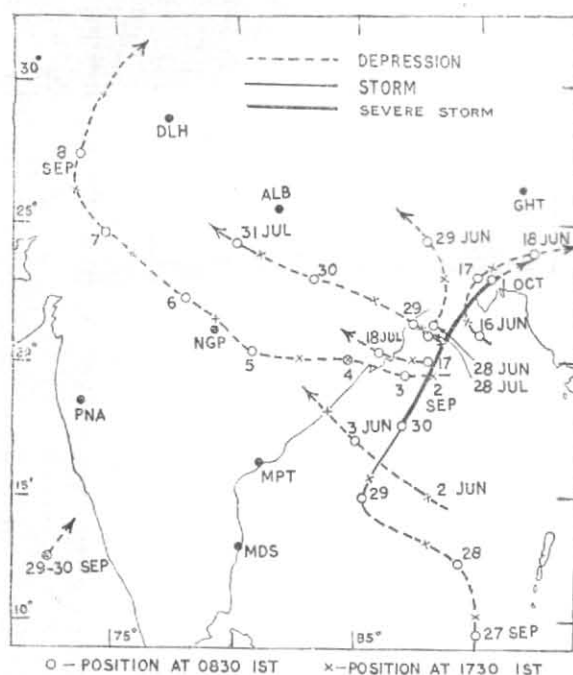 30°
DEPRESSION
STORM
SEVERE STORM
DLH
8
SEP
ALB
GHT
25°
31 JUL
29
JUN
18 JUN
17
7
30
1
OCT
6
29
16 JUN
NGP
18 JUL
28 JUN
20°
5
4
3
17
2
SEP
28 JUL
PNA
3 JUN
30
MPT
2 JUN
15°
29
MDS
28
29-30 SEP
10°
75°
85°
27 SEP
O-POSITION AT 0830 IST ×-POSITION AT 1730 IST